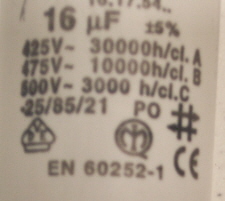 16 µF ±5%
425V~ 30000h/cl. A
475V~ 10000h/cl. B
500V~ 3000 h/cl.C
-25/85/21 PO
EN 60252-1 CE